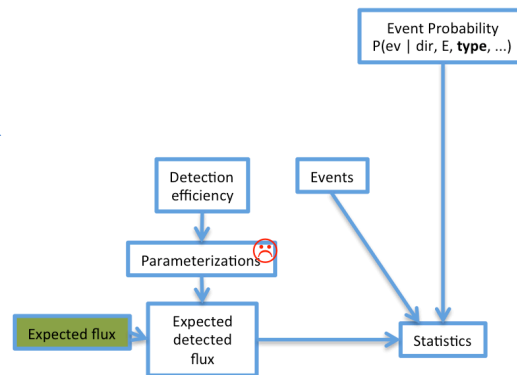 Event Probability
P(ev | dir, E, type, ...)
Detection
efficiency
Events
Parameterizations
Expected flux
Expected
detected
flux
Statistics